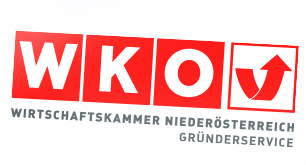 WKO
WIRTSCHAFTSKAMMER NIEDERÖSTERREICH
GRÜNDERSERVICE